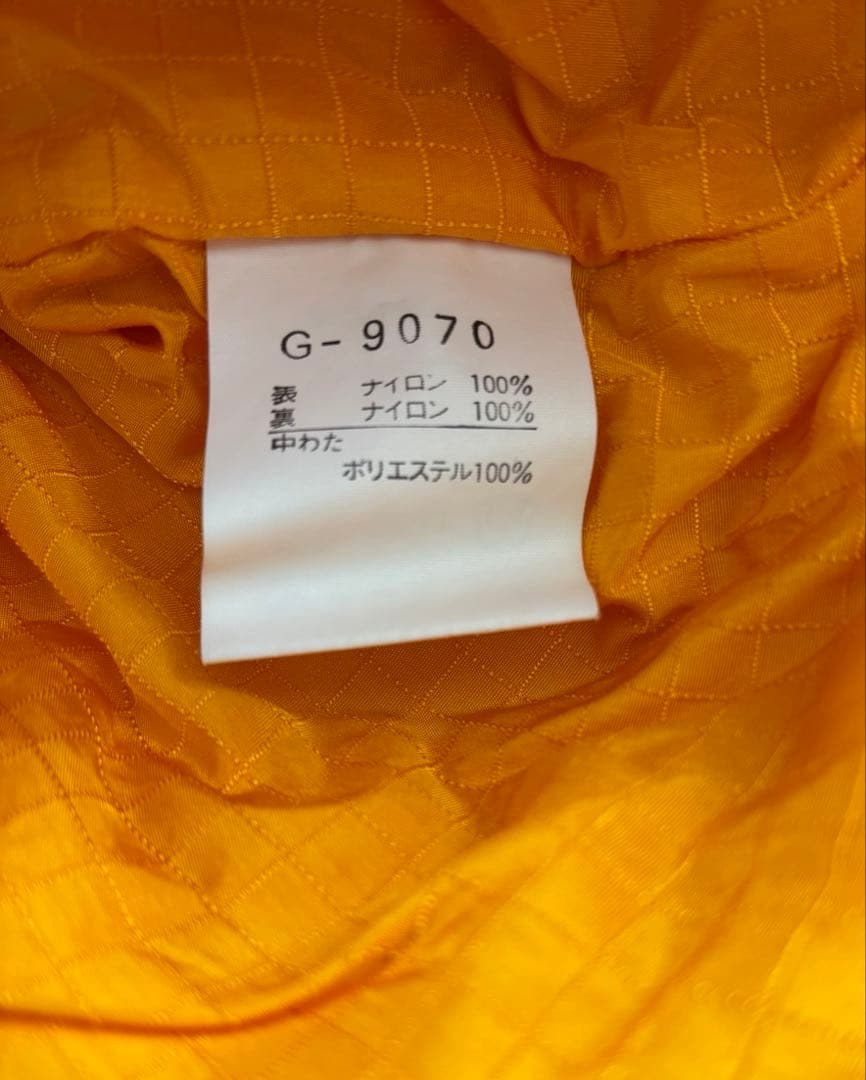 G-9070
表 ナイロン 100%
裏 ナイロン 100%
中わた
ポリエステル100%